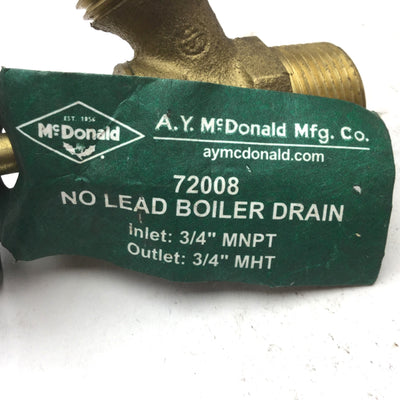 EST. 1856
McDonald
A.Y. McDonald Mfg. Co.
aymcdonald.com
72008
NO LEAD BOILER DRAIN
Inlet: 3/4" MNPT
Outlet: 3/4" MHT